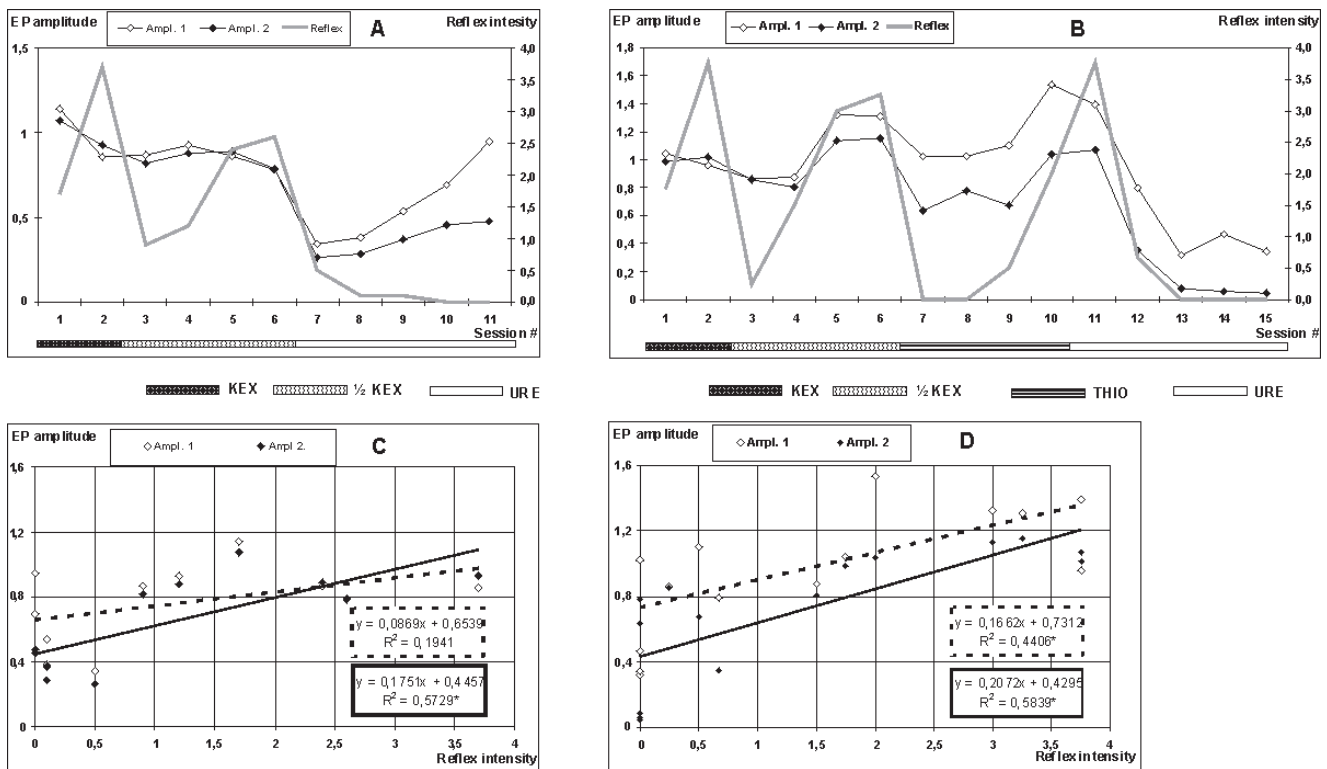 EP amplitude
Ampl. 1
Ampl. 2
Reflex
A
Reflex intesity
1,5
1
0,5
0
4,0
3,5
3,0
2,5
2,0
1,5
1,0
0,5
0,0
1 2 3 4 5 6 7 8 9 10 11
Session #
KEX
½ KEX
URE
EP amplitude
Ampl. 1
Ampl. 2
Reflex
B
Reflex intensity
1,8
1,6
1,4
1,2
1
0,8
0,6
0,4
0,2
0
4,0
3,5
3,0
2,5
2,0
1,5
1,0
0,5
0,0
1 2 3 4 5 6 7 8 9 10 11 12 13 14 15
Session #
KEX
½ KEX
THIO
URE
EP amplitude
Ampl. 1
Ampl 2.
C
1,6
1,2
0,8
0,4
0
y = 0,0869x + 0,6539
R² = 0,1941
y = 0,1751x + 0,4457
R² = 0,5729*
0 0,5 1 1,5 2 2,5 3 3,5 4
Reflex intensity
EP amplitude
Ampl. 1
Ampl. 2
D
1,6
1,2
0,8
0,4
0
y = 0,1662x + 0,7312
R² = 0,4406*
y = 0,2072x + 0,4295
R² = 0,5839*
0 0,5 1 1,5 2 2,5 3 3,5 4
Reflex intensity